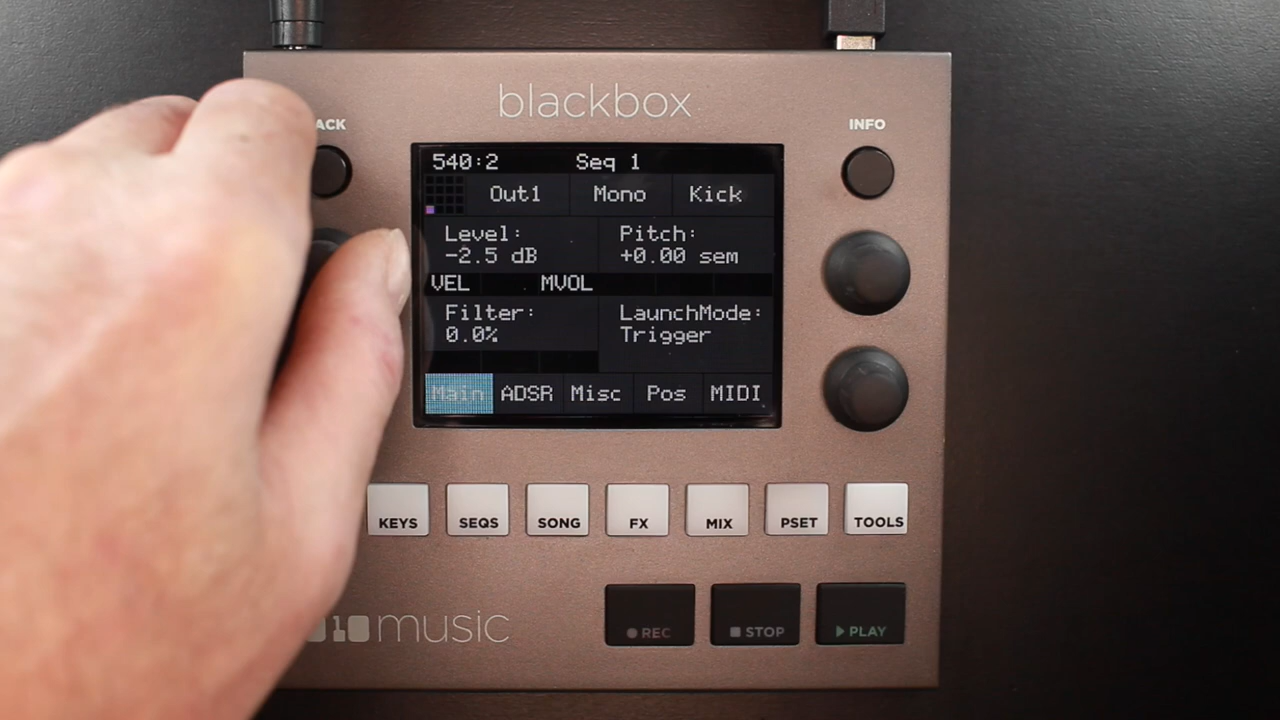 blackbox
ACK
INFO
540:2 Seq 1
Out1 Mono Kick
Level: Pitch:
-2.5 dB +0.00 sem
VEL MVOL
Filter: LaunchMode:
0.0% Trigger
Main ADSR Misc Pos MIDI
KEYS SEQS SONG FX MIX PSET TOOLS
10 music
REC STOP PLAY